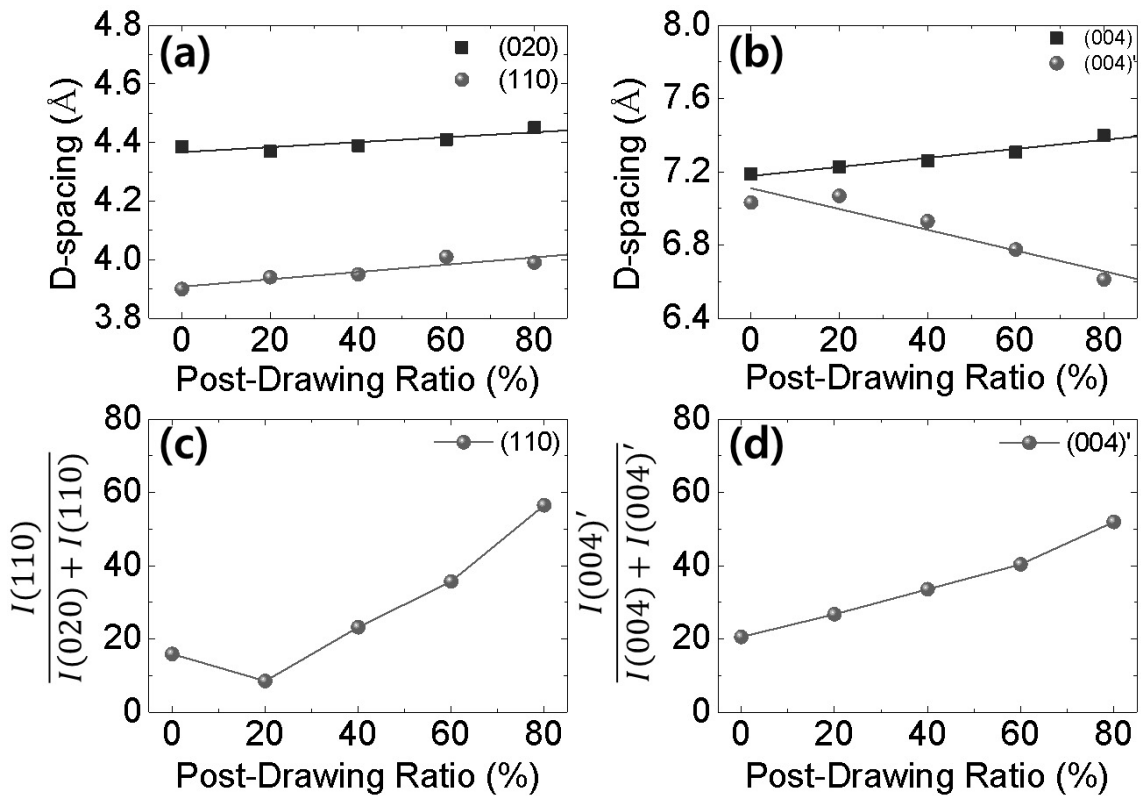 (a)
(020)
(110)
D-spacing (Å)
4.8
4.6
4.4
4.2
4.0
3.8
0 20 40 60 80
Post-Drawing Ratio (%)
(b)
(004)
(004)'
D-spacing (Å)
8.0
7.6
7.2
6.8
6.4
0 20 40 60 80
Post-Drawing Ratio (%)
(c)
(110)
I(110)
I(020) + I(110)
80
60
40
20
0
0 20 40 60 80
Post-Drawing Ratio (%)
(d)
(004)'
I(004)′
I(004) + I(004)′
80
60
40
20
0
0 20 40 60 80
Post-Drawing Ratio (%)